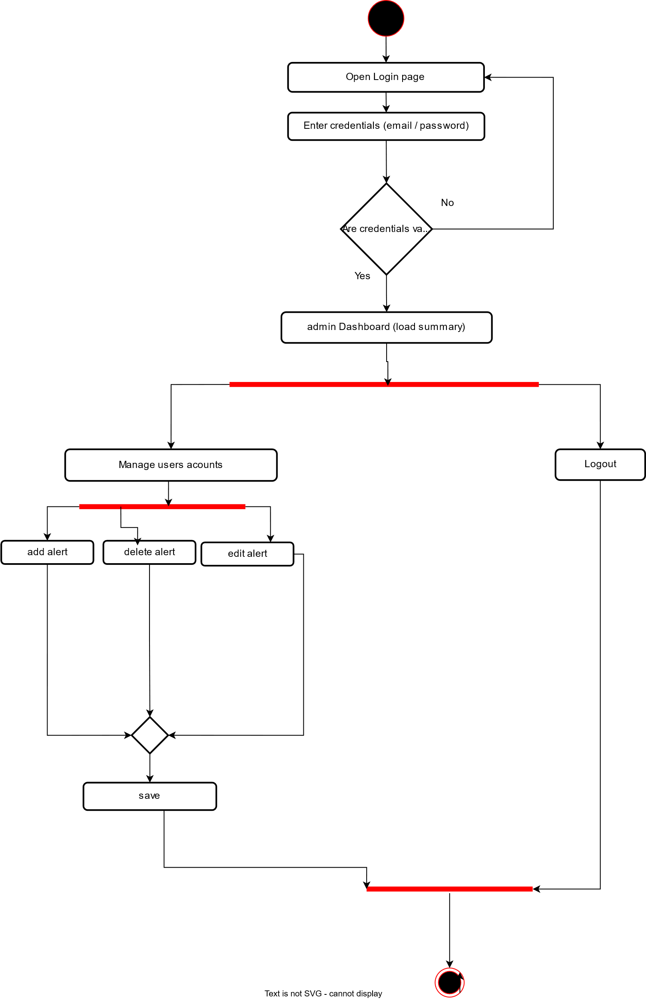 Open Login page
Enter credentials (email / password)
No
Are credentials va...
Yes
admin Dashboard (load summary)
Manage users acounts
Logout
add alert
delete alert
edit alert
save
Text is not SVG - cannot display